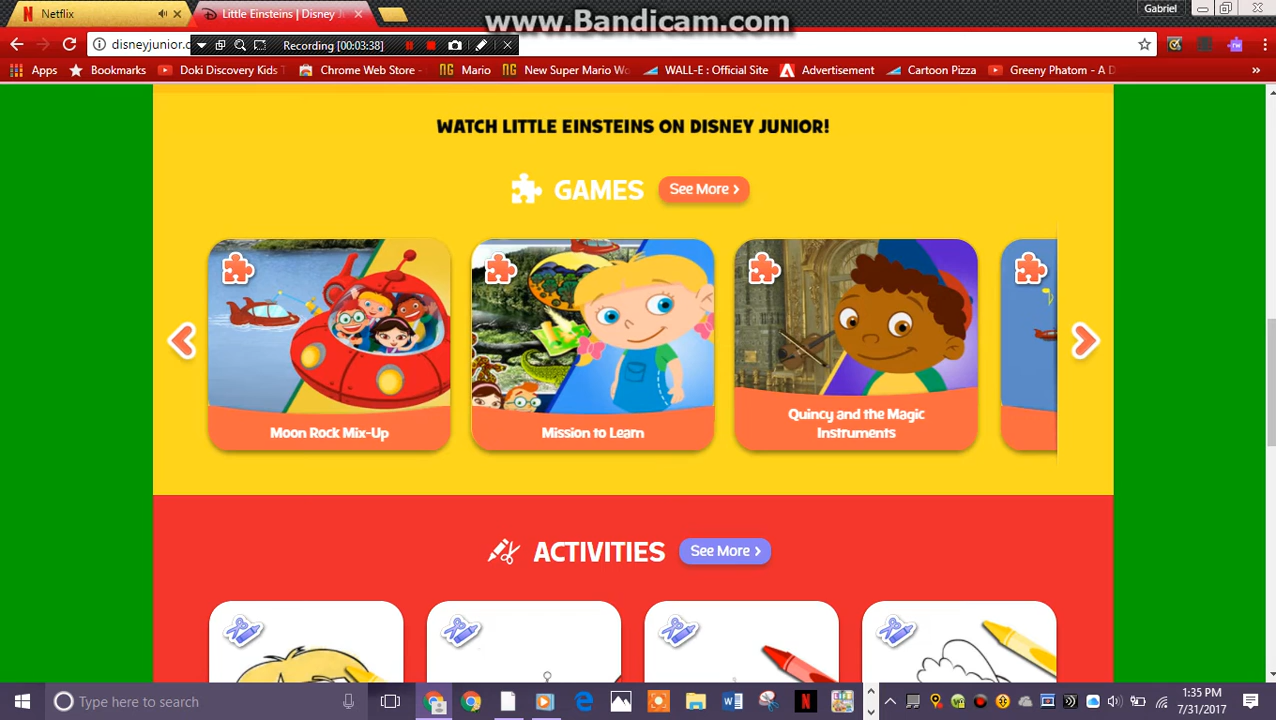 www.Bandicam.com
Netflix
Little Einsteins | Disney J
Gabriel
disneyjunior.c
Recording [00:03:38]
Apps
Bookmarks
Doki Discovery Kids
Chrome Web Store -
Mario
New Super Mario Wo
WALL-E : Official Site
Advertisement
Cartoon Pizza
Greeny Phatom - A D
WATCH LITTLE EINSTEINS ON DISNEY JUNIOR!
GAMES
See More >
Moon Rock Mix-Up
Mission to Learn
Quincy and the Magic
Instruments
ACTIVITIES
See More >
Type here to search
1:35 PM
7/31/2017